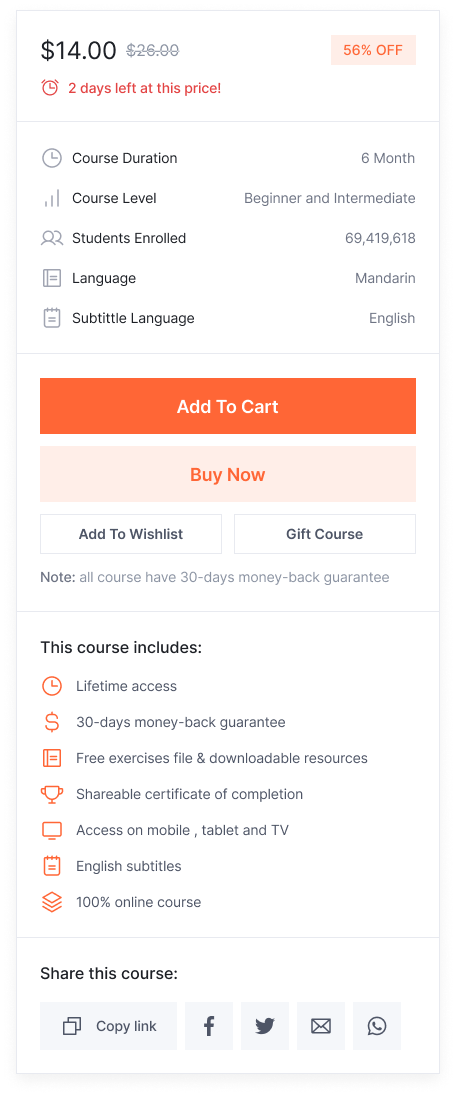 $14.00 $26.00 56% OFF
2 days left at this price!
Course Duration 6 Month
Course Level Beginner and Intermediate
Students Enrolled 69,419,618
Language Mandarin
Subtittle Language English
Add To Cart
Buy Now
Add To Wishlist Gift Course
Note: all course have 30-days money-back guarantee
This course includes:
Lifetime access
30-days money-back guarantee
Free exercises file & downloadable resources
Shareable certificate of completion
Access on mobile , tablet and TV
English subtitles
100% online course
Share this course:
Copy link